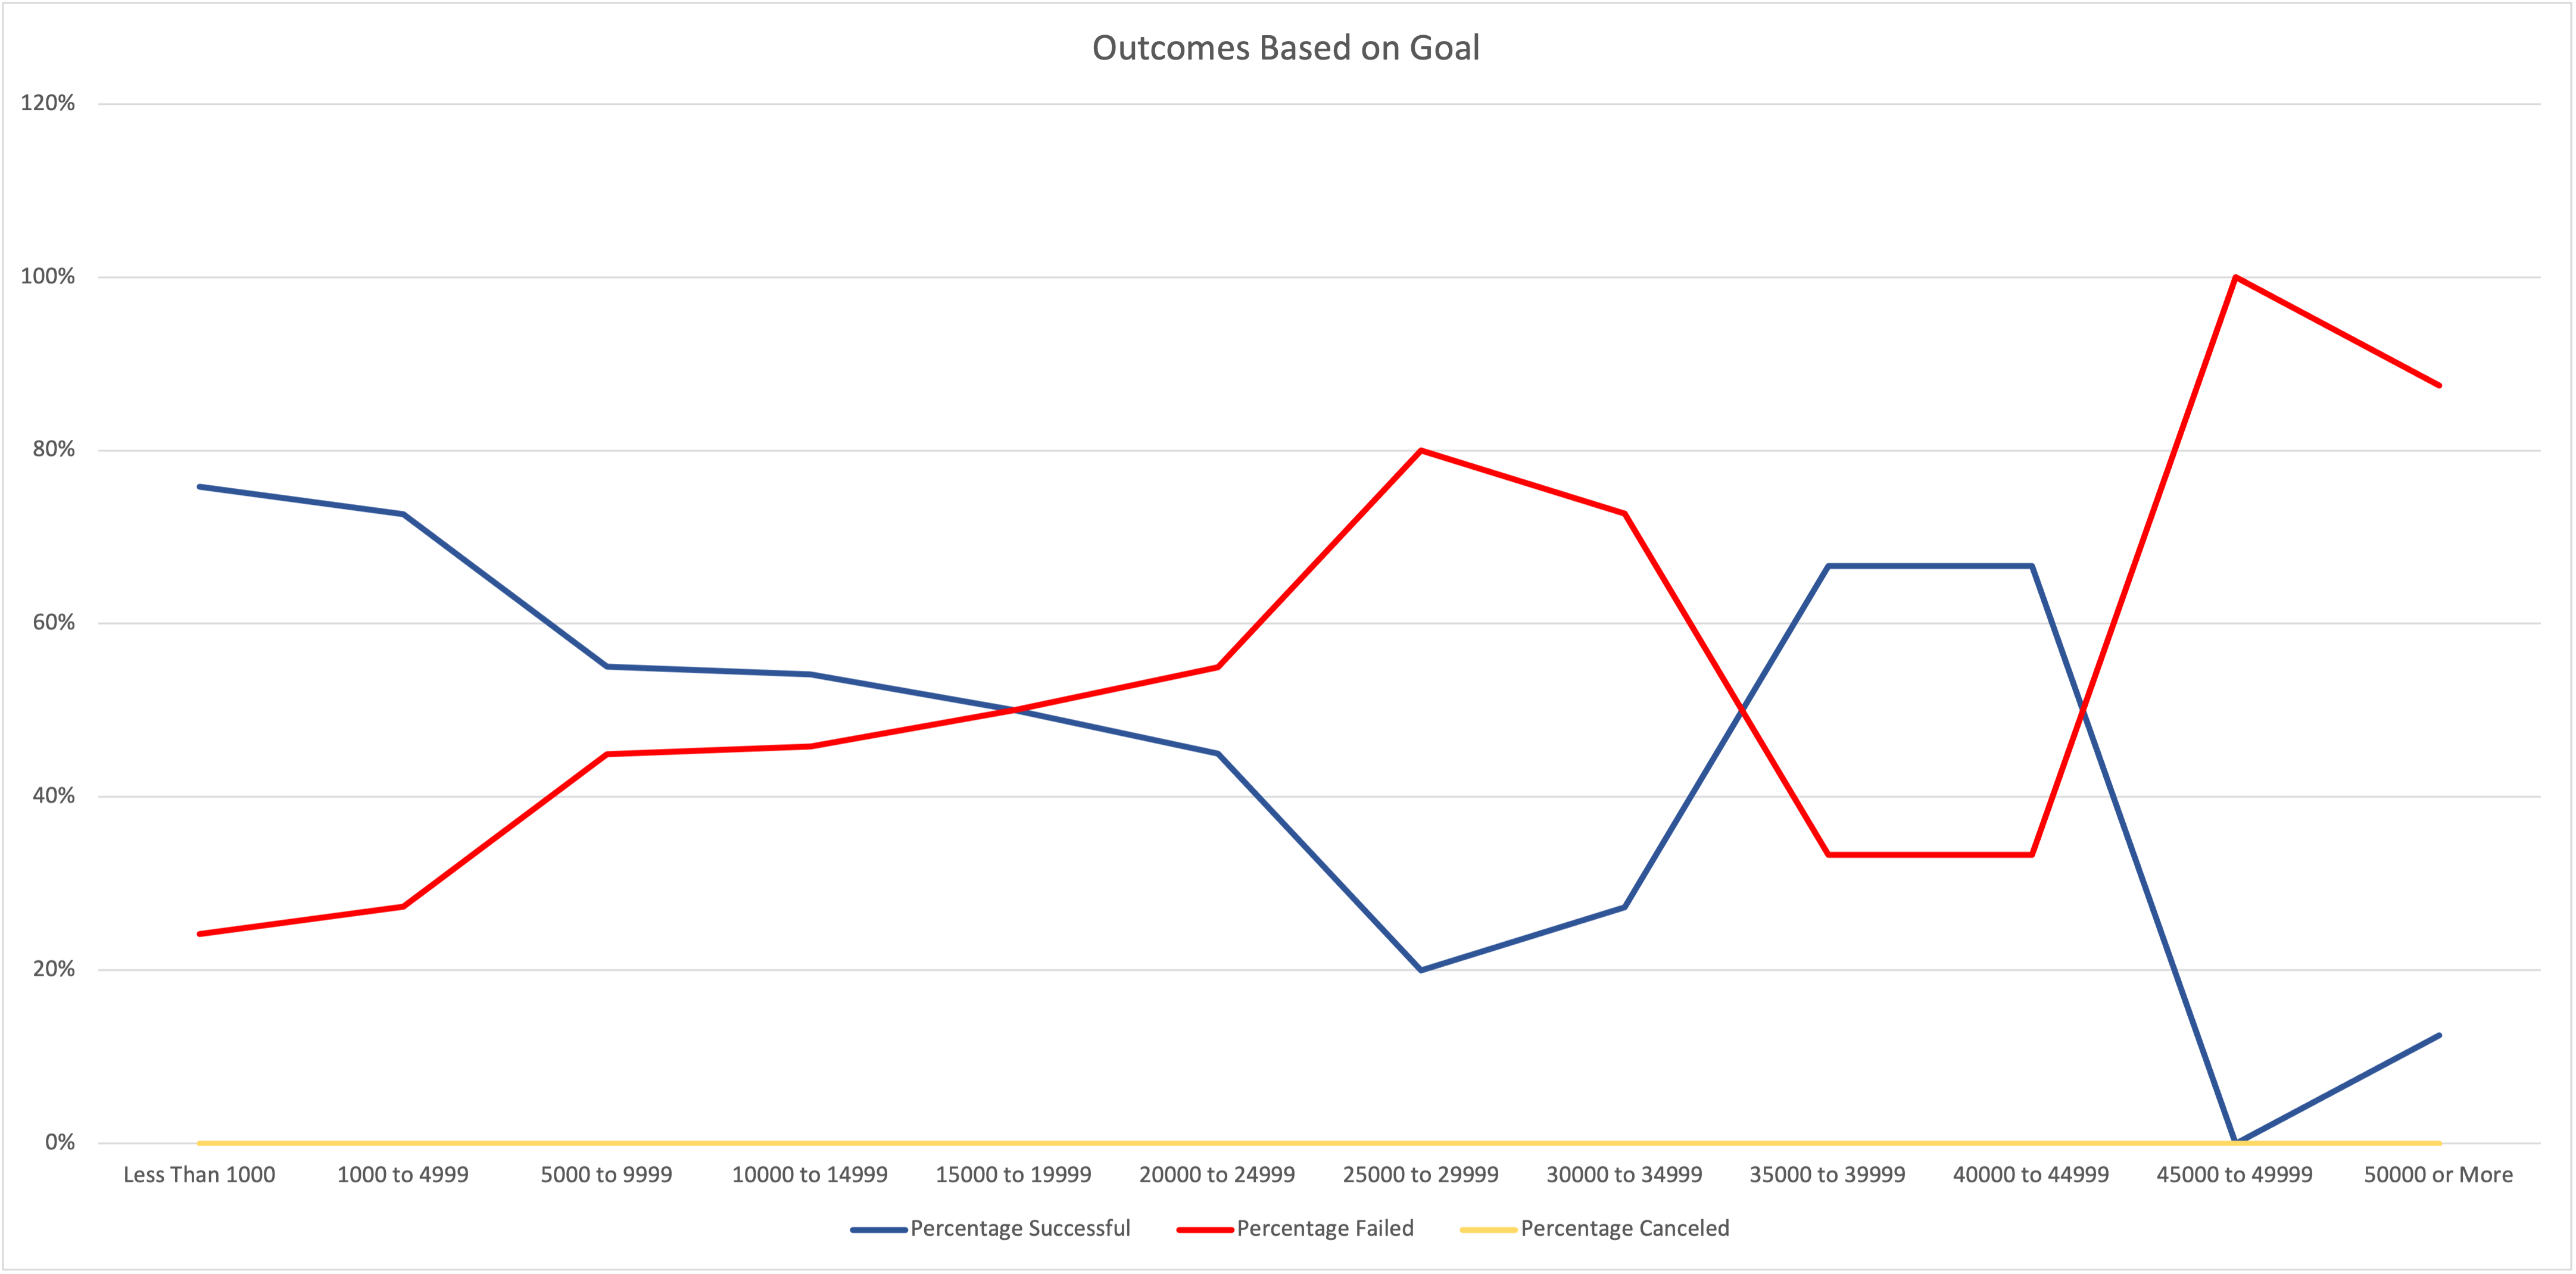 Outcomes Based on Goal
120%
100%
80%
60%
40%
20%
0%
Less Than 1000 1000 to 4999 5000 to 9999 10000 to 14999 15000 to 19999 20000 to 24999 25000 to 29999 30000 to 34999 35000 to 39999 40000 to 44999 45000 to 49999 50000 or More
Percentage Successful Percentage Failed Percentage Canceled